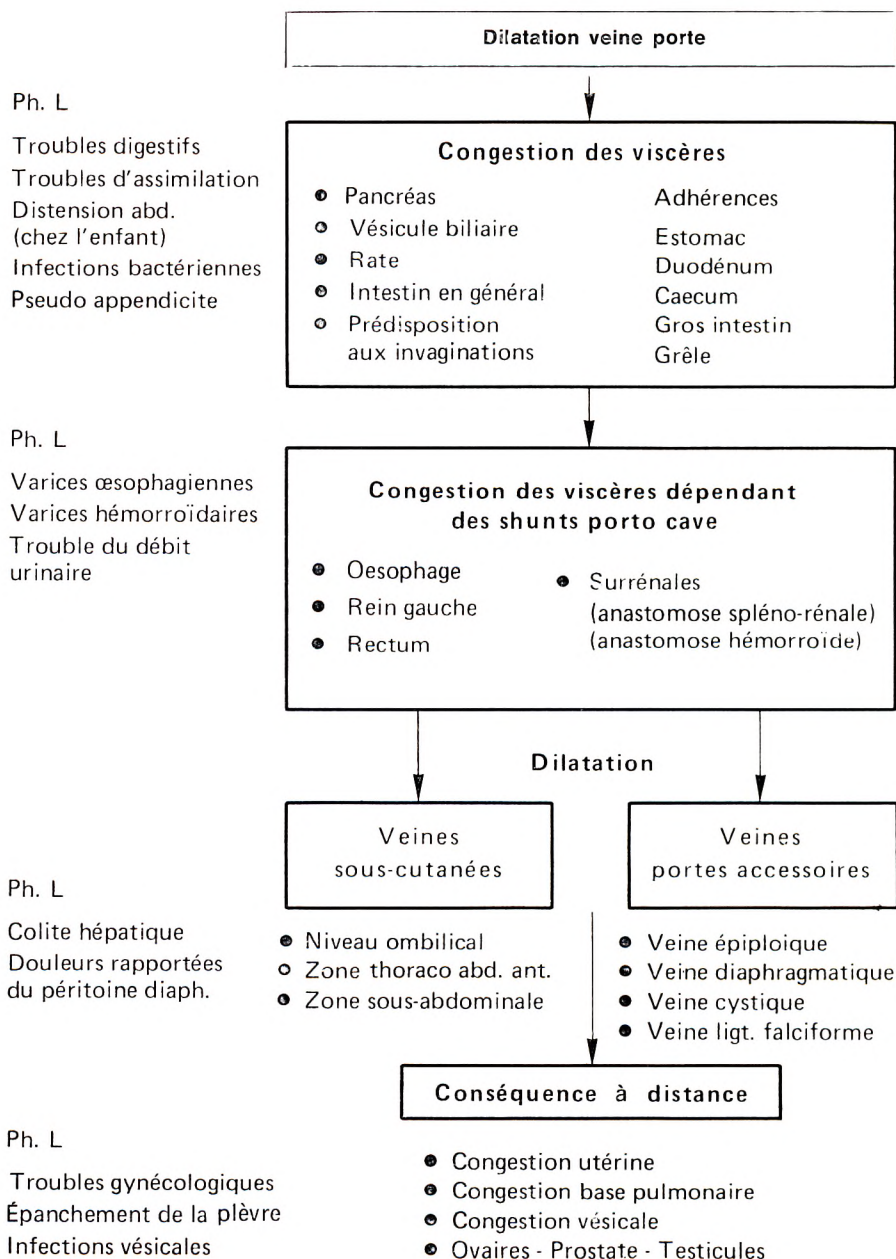 Dilatation veine porte
Ph. L
Troubles digestifs
Troubles d'assimilation
Distension abd.
(chez l'enfant)
Infections bactériennes
Pseudo appendicite
Congestion des viscères
Pancréas
Vésicule biliaire
Rate
Intestin en général
Prédisposition
aux invaginations
Adhérences
Estomac
Duodénum
Caecum
Gros intestin
Grêle
Ph. L
Varices œsophagiennes
Varices hémorroïdaires
Trouble du débit
urinaire
Congestion des viscères dépendant
des shunts porto cave
Oesophage
Rein gauche
Rectum
Surrénales
(anastomose spléno-rénale)
(anastomose hémorroïde)
Dilatation
Veines
sous-cutanées
Veines
portes accessoires
Ph. L
Colite hépatique
Douleurs rapportées
du péritoine diaph.
Niveau ombilical
Zone thoraco abd. ant.
Zone sous-abdominale
Veine épiploique
Veine diaphragmatique
Veine cystique
Veine ligt. falciforme
Conséquence à distance
Ph. L
Troubles gynécologiques
Épanchement de la plèvre
Infections vésicales
Congestion utérine
Congestion base pulmonaire
Congestion vésicale
Ovaires - Prostate - Testicules